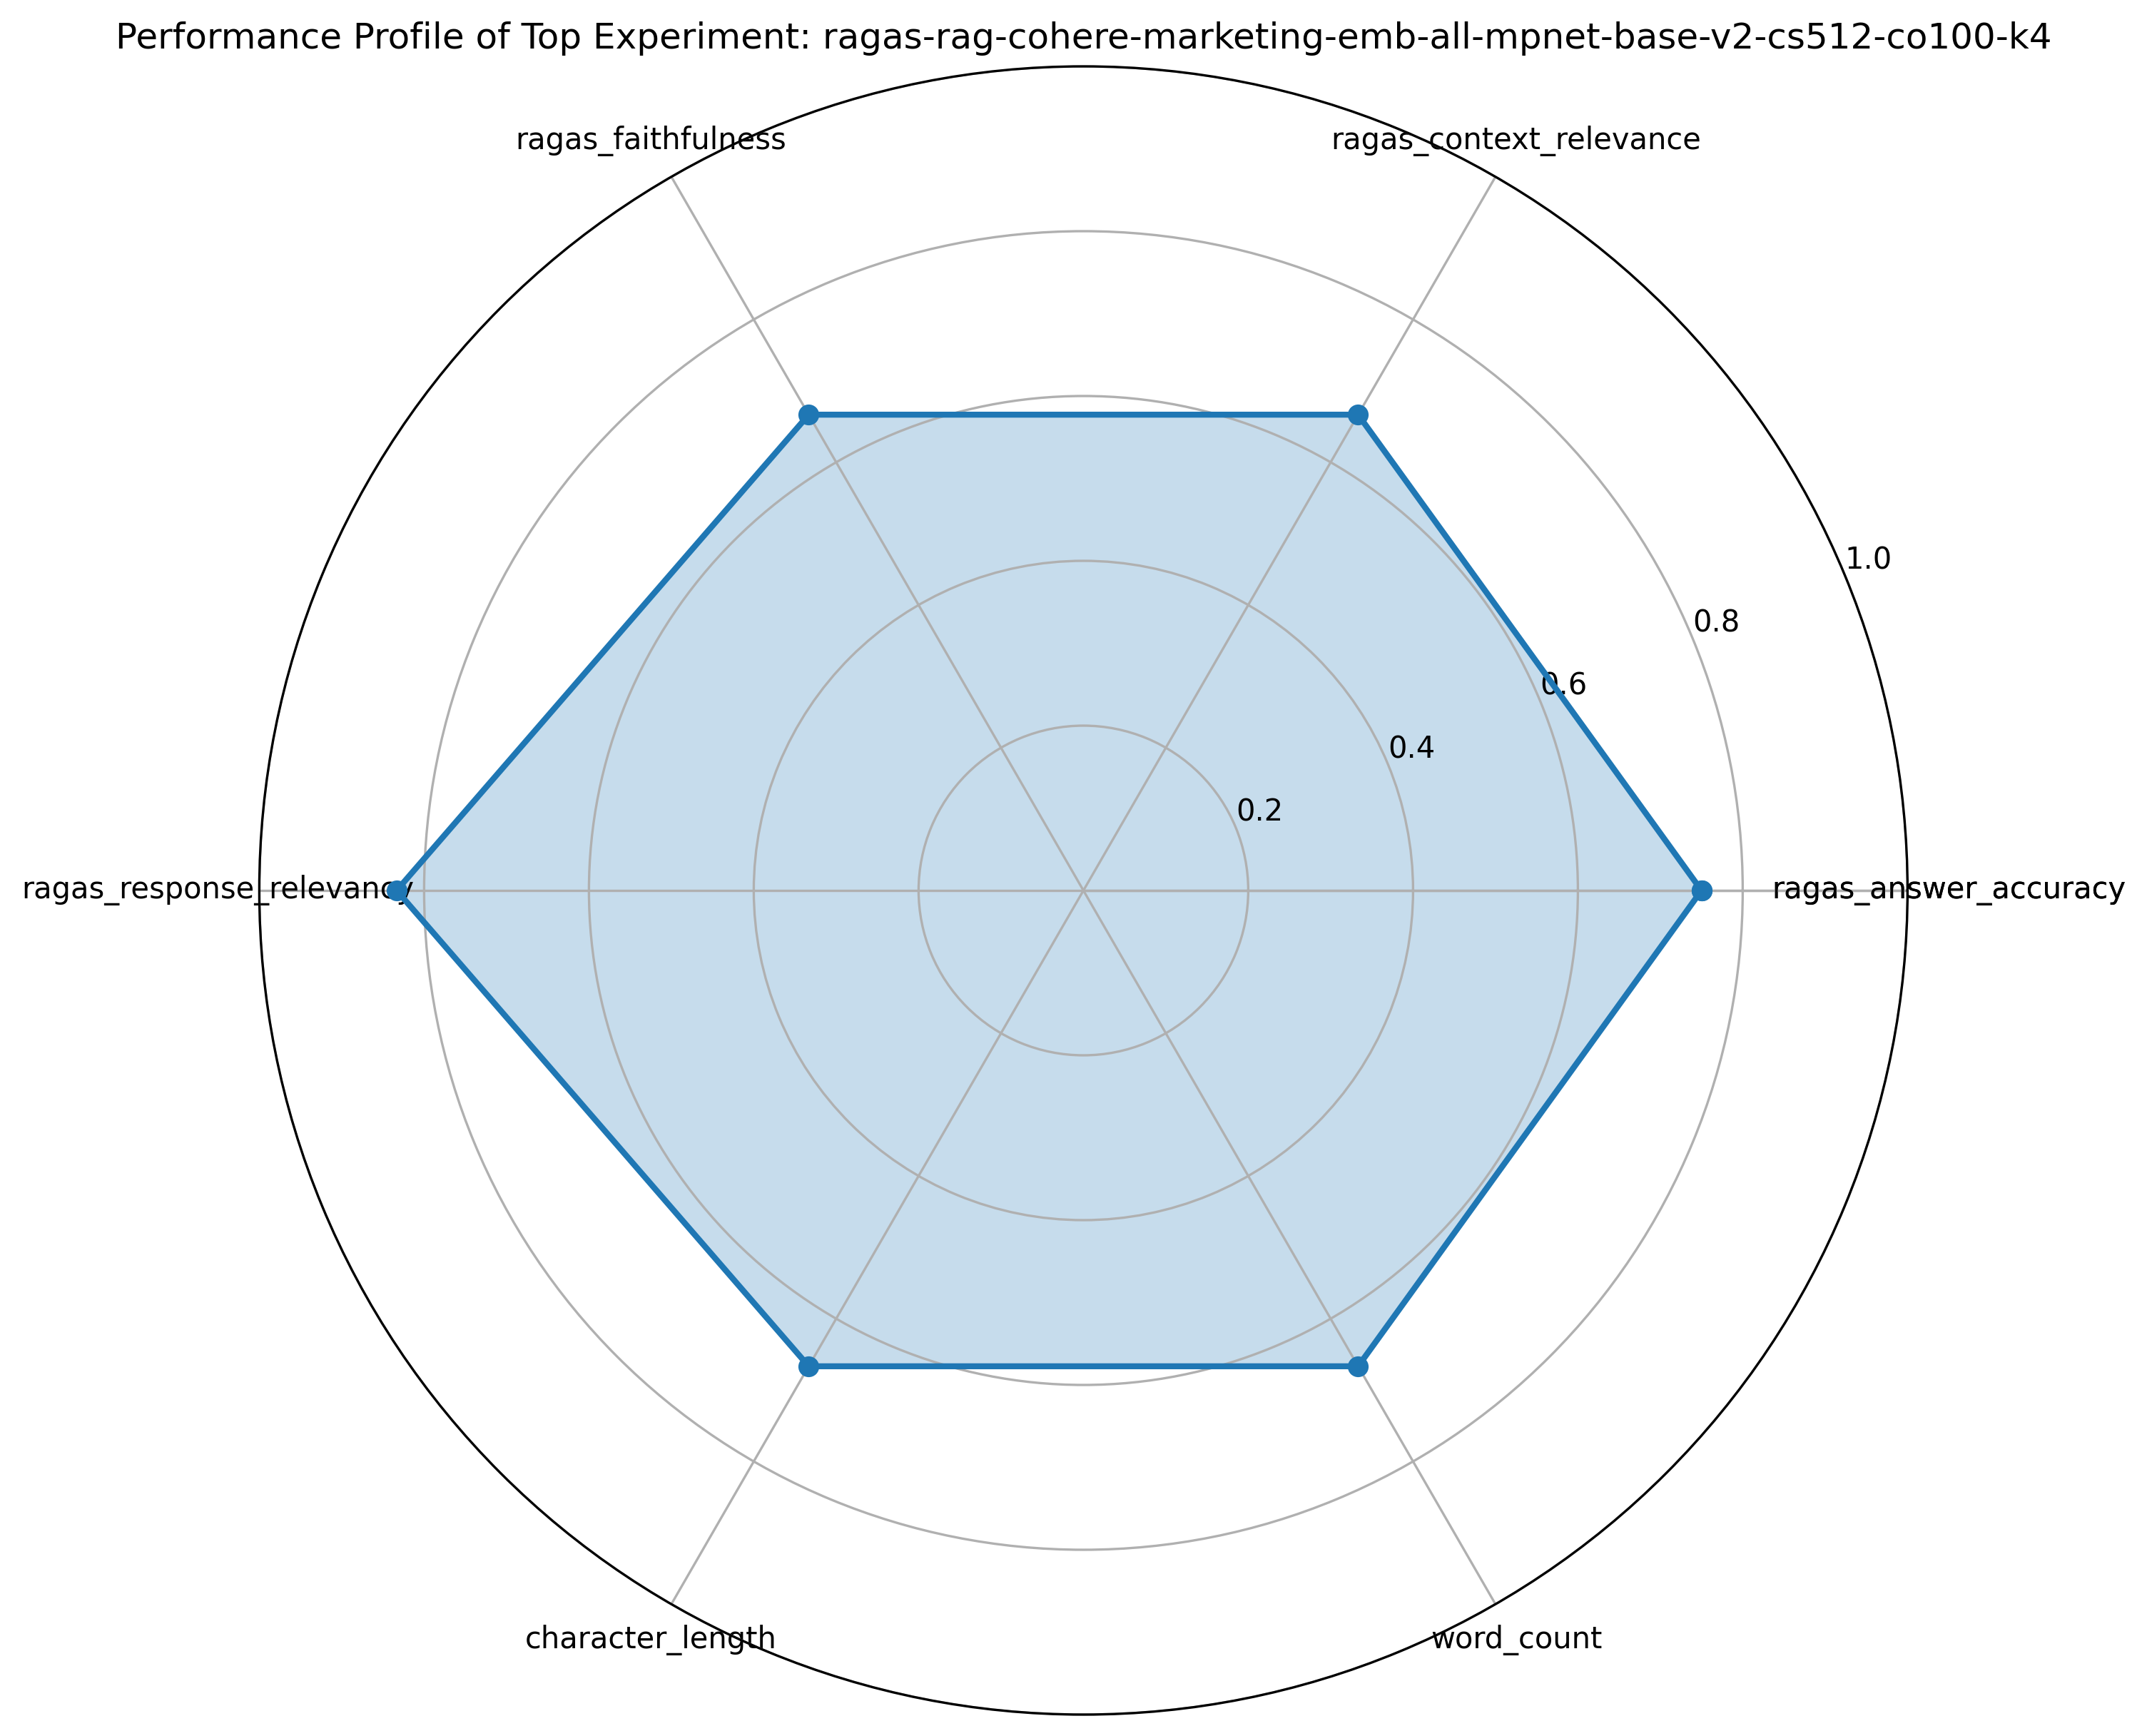 Performance Profile of Top Experiment: ragas-rag-cohere-marketing-emb-all-mpnet-base-v2-cs512-co100-k4
ragas_faithfulness
ragas_context_relevance
1.0
0.8
0.6
0.4
0.2
ragas_response_relevancy
ragas_answer_accuracy
character_length
word_count